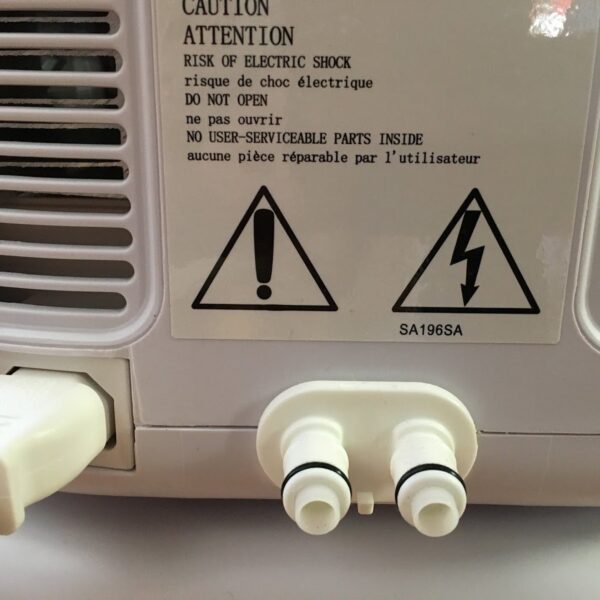 CAUTION
ATTENTION
RISK OF ELECTRIC SHOCK
risque de choc électrique
DO NOT OPEN
ne pas ouvrir
NO USER-SERVICEABLE PARTS INSIDE
aucune pièce réparable par l'utilisateur
SA196SA